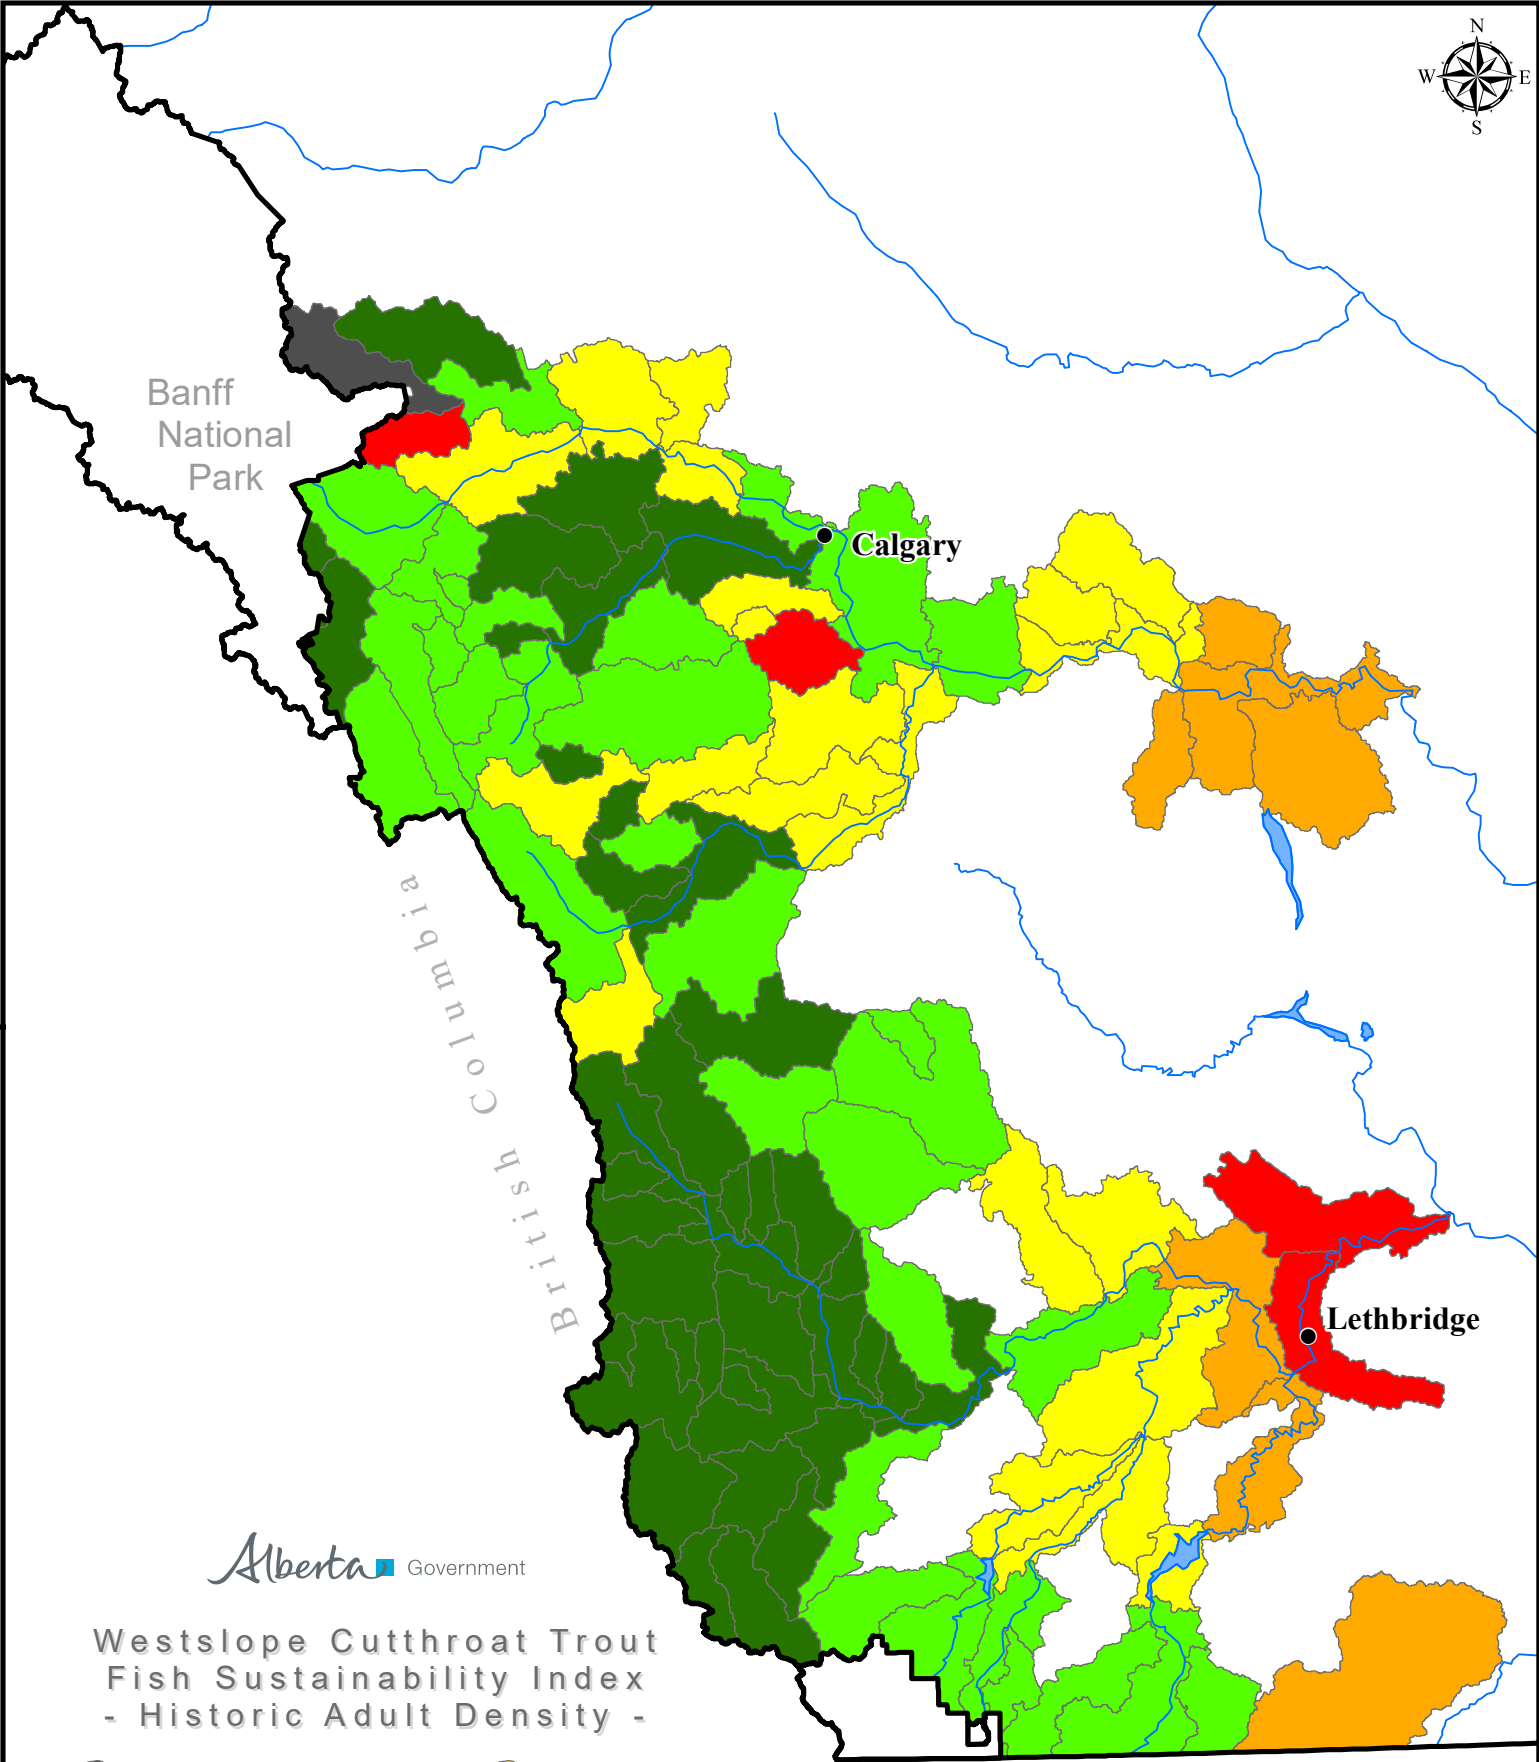 N
W E
S
Banff
National
Park
Calgary
British Columbia
Lethbridge
Alberta Government
Westslope Cutthroat Trout
Fish Sustainability Index
- Historic Adult Density -